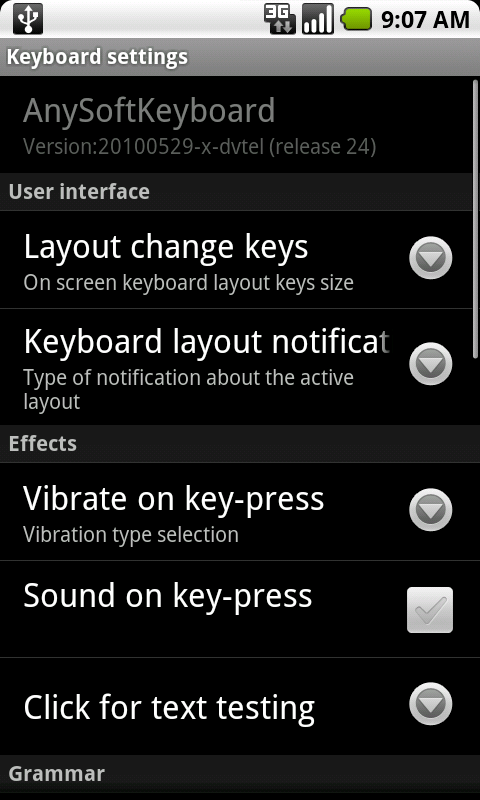 3G
9:07 AM
Keyboard settings
AnySoftKeyboard
Version:20100529-x-dvtel (release 24)
User interface
Layout change keys
On screen keyboard layout keys size
Keyboard layout notificat
Type of notification about the active
layout
Effects
Vibrate on key-press
Vibration type selection
Sound on key-press
Click for text testing
Grammar